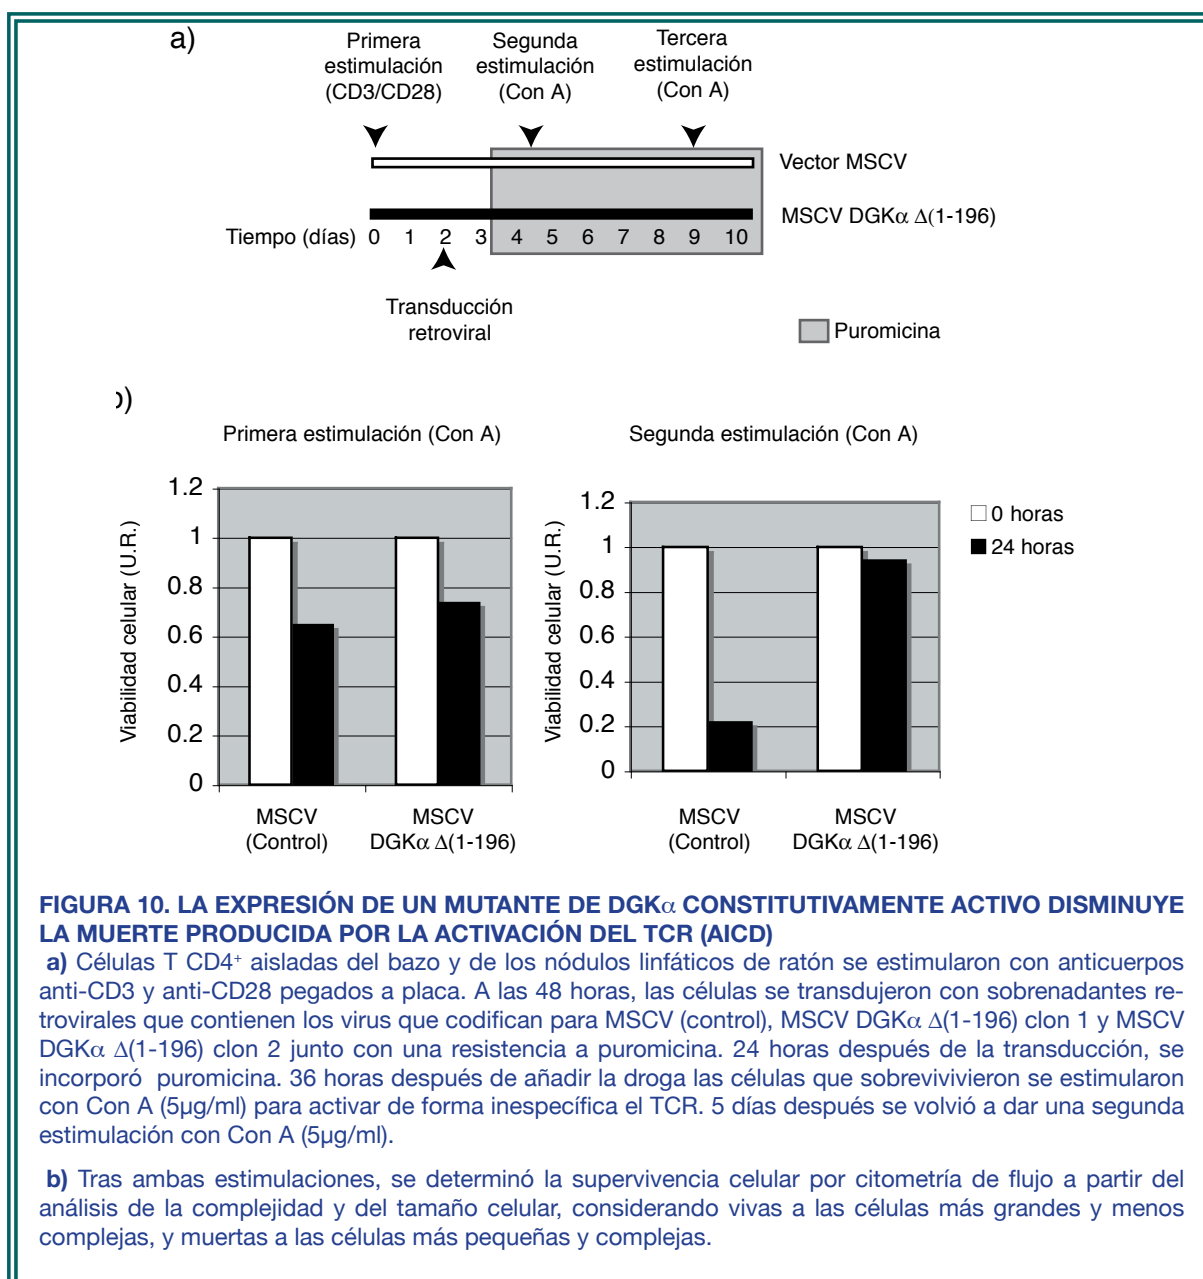 a)
Primera
estimulación
(CD3/CD28)
Segunda
estimulación
(Con A)
Tercera
estimulación
(Con A)
Vector MSCV
MSCV DGKα Δ(1-196)
Tiempo (días) 0 1 2 3 4 5 6 7 8 9 10
Transducción
retroviral
Puromicina
b)
Primera estimulación (Con A)
Viabilidad celular (U.R.)
1.2
1
0.8
0.6
0.4
0.2
0
MSCV
(Control)
MSCV
DGKα Δ(1-196)
Segunda estimulación (Con A)
Viabilidad celular (U.R.)
1.2
1
0.8
0.6
0.4
0.2
0
MSCV
(Control)
MSCV
DGKα Δ(1-196)
0 horas
24 horas
FIGURA 10. LA EXPRESIÓN DE UN MUTANTE DE DGKα CONSTITUTIVAMENTE ACTIVO DISMINUYE
LA MUERTE PRODUCIDA POR LA ACTIVACIÓN DEL TCR (AICD)
a) Células T CD4⁺ aisladas del bazo y de los nódulos linfáticos de ratón se estimularon con anticuerpos
anti-CD3 y anti-CD28 pegados a placa. A las 48 horas, las células se transdujeron con sobrenadantes re-
trovirales que contienen los virus que codifican para MSCV (control), MSCV DGKα Δ(1-196) clon 1 y MSCV
DGKα Δ(1-196) clon 2 junto con una resistencia a puromicina. 24 horas después de la transducción, se
incorporó puromicina. 36 horas después de añadir la droga las células que sobrevivivieron se estimularon
con Con A (5µg/ml) para activar de forma inespecífica el TCR. 5 días después se volvió a dar una segunda
estimulación con Con A (5µg/ml).
b) Tras ambas estimulaciones, se determinó la supervivencia celular por citometría de flujo a partir del
análisis de la complejidad y del tamaño celular, considerando vivas a las células más grandes y menos
complejas, y muertas a las células más pequeñas y complejas.